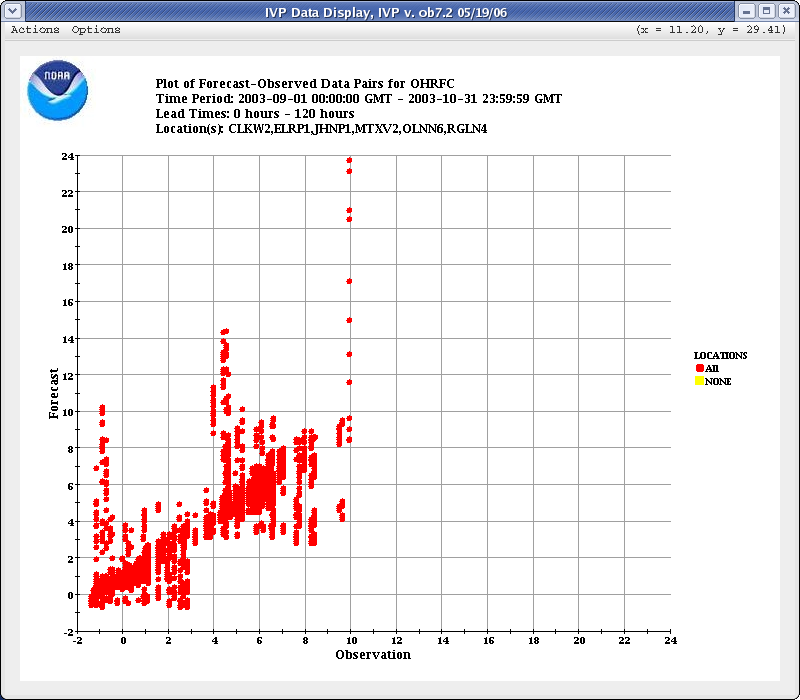 IVP Data Display, IVP v. ob7.2 05/19/06
Actions Options (x = 11.20, y = 29.41)
NOAA
Plot of Forecast-Observed Data Pairs for OHRFC
Time Period: 2003-09-01 00:00:00 GMT - 2003-10-31 23:59:59 GMT
Lead Times: 0 hours - 120 hours
Location(s): CLKW2,ELRP1,JHNP1,MTXV2,OLNN6,RGLN4
24
22
20
18
16
14
12
10
8
6
4
2
0
-2
Forecast
-2 0 2 4 6 8 10 12 14 16 18 20 22 24
Observation
LOCATIONS
All
NONE